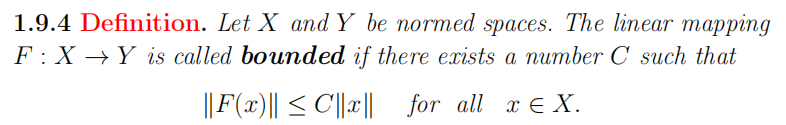 1.9.4 Definition. Let X and Y be normed spaces. The linear mapping
F : X → Y is called bounded if there exists a number C such that
‖F(x)‖ ≤ C‖x‖ for all x ∈ X.